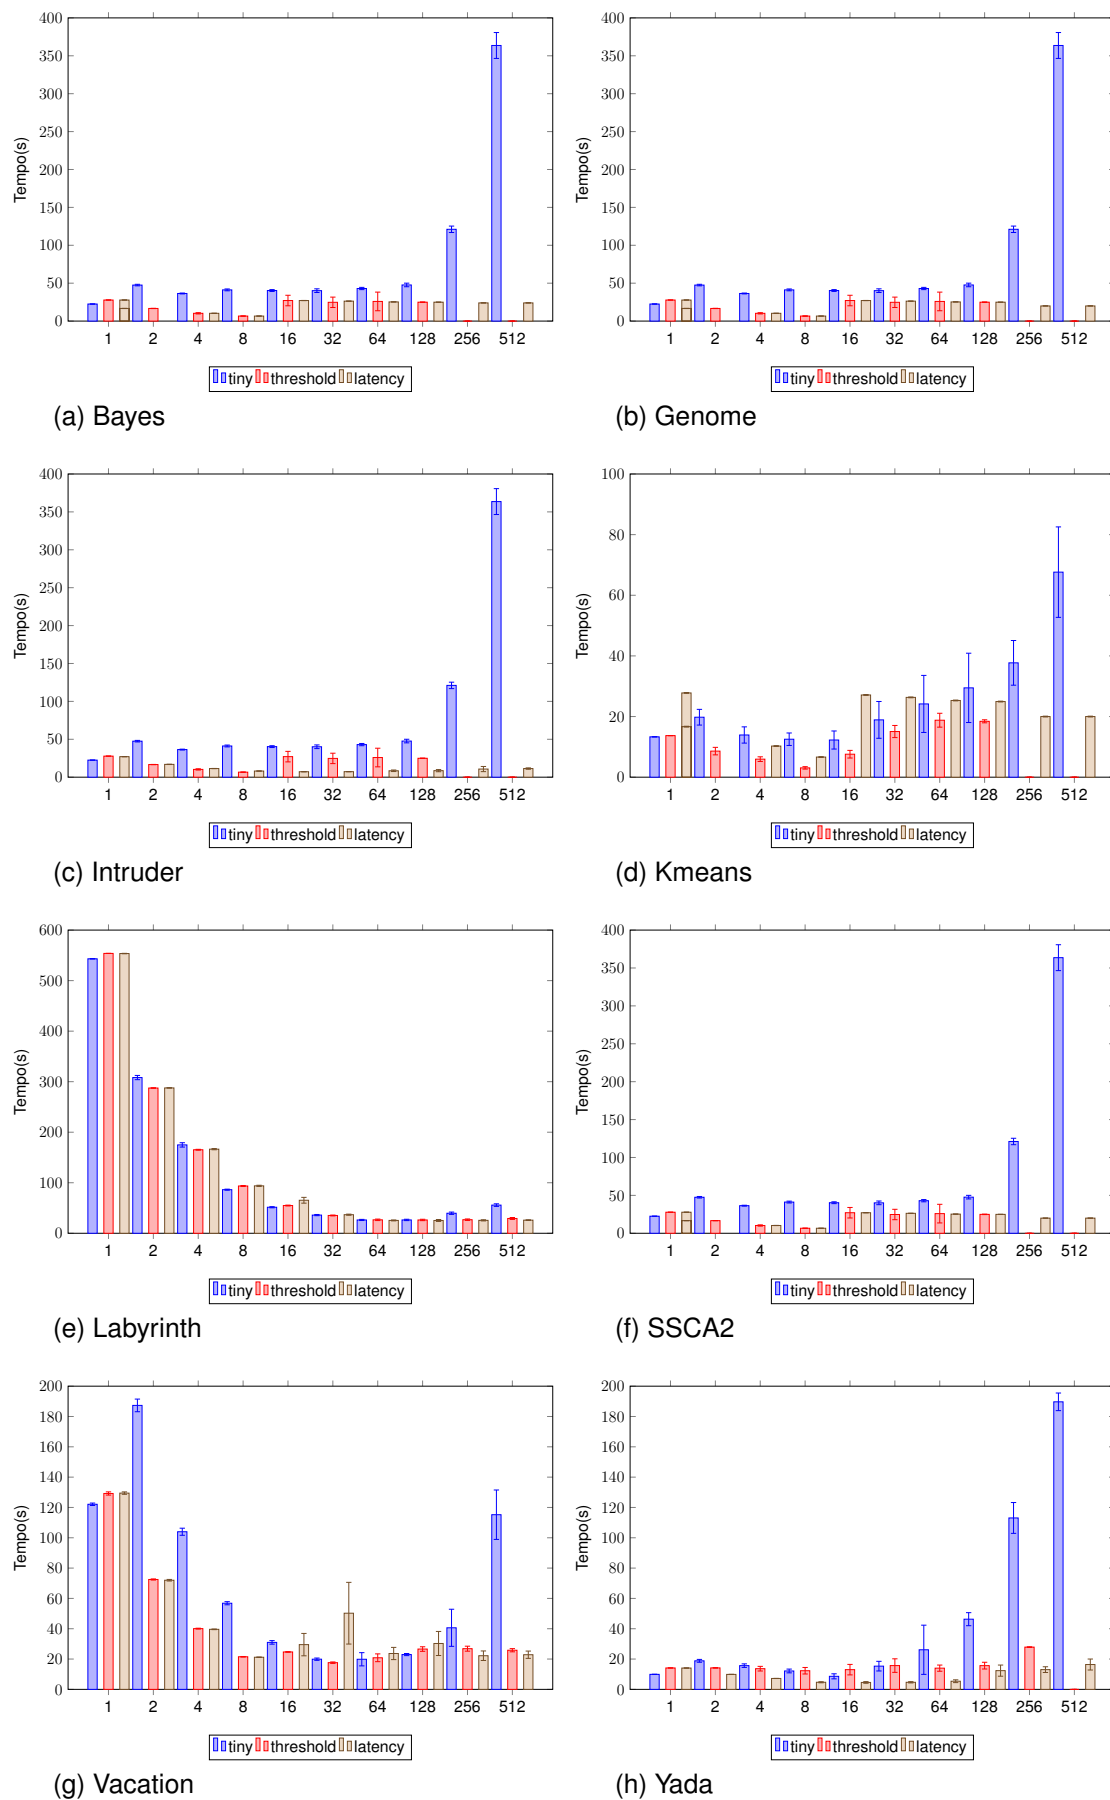 400
350
300
250
200
150
100
50
0
Tempo(s)
1 2 4 8 16 32 64 128 256 512
tiny threshold latency
(a) Bayes
400
350
300
250
200
150
100
50
0
Tempo(s)
1 2 4 8 16 32 64 128 256 512
tiny threshold latency
(b) Genome
400
350
300
250
200
150
100
50
0
Tempo(s)
1 2 4 8 16 32 64 128 256 512
tiny threshold latency
(c) Intruder
100
80
60
40
20
0
Tempo(s)
1 2 4 8 16 32 64 128 256 512
tiny threshold latency
(d) Kmeans
600
500
400
300
200
100
0
Tempo(s)
1 2 4 8 16 32 64 128 256 512
tiny threshold latency
(e) Labyrinth
400
350
300
250
200
150
100
50
0
Tempo(s)
1 2 4 8 16 32 64 128 256 512
tiny threshold latency
(f) SSCA2
200
180
160
140
120
100
80
60
40
20
0
Tempo(s)
1 2 4 8 16 32 64 128 256 512
tiny threshold latency
(g) Vacation
200
180
160
140
120
100
80
60
40
20
0
Tempo(s)
1 2 4 8 16 32 64 128 256 512
tiny threshold latency
(h) Yada